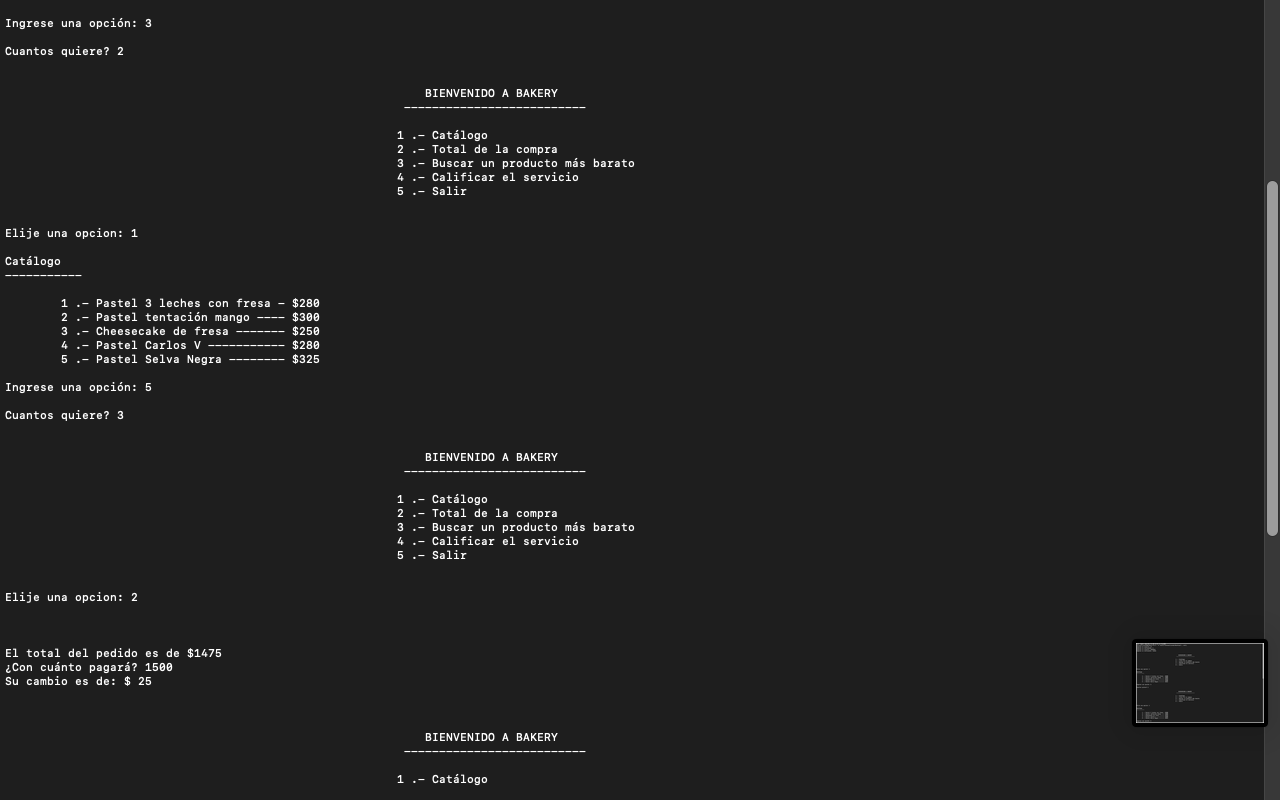 Ingrese una opción: 3
Cuantos quiere? 2
BIENVENIDO A BAKERY
––––––––––––––––––––––––––
1 .– Catálogo
2 .– Total de la compra
3 .– Buscar un producto más barato
4 .– Calificar el servicio
5 .– Salir
Elije una opcion: 1
Catálogo
–––––––––––
1 .– Pastel 3 leches con fresa – $280
2 .– Pastel tentación mango –––– $300
3 .– Cheesecake de fresa ––––––– $250
4 .– Pastel Carlos V ––––––––––– $280
5 .– Pastel Selva Negra –––––––– $325
Ingrese una opción: 5
Cuantos quiere? 3
BIENVENIDO A BAKERY
––––––––––––––––––––––––––
1 .– Catálogo
2 .– Total de la compra
3 .– Buscar un producto más barato
4 .– Calificar el servicio
5 .– Salir
Elije una opcion: 2
El total del pedido es de $1475
¿Con cuánto pagará? 1500
Su cambio es de: $ 25
BIENVENIDO A BAKERY
––––––––––––––––––––––––––
1 .– Catálogo